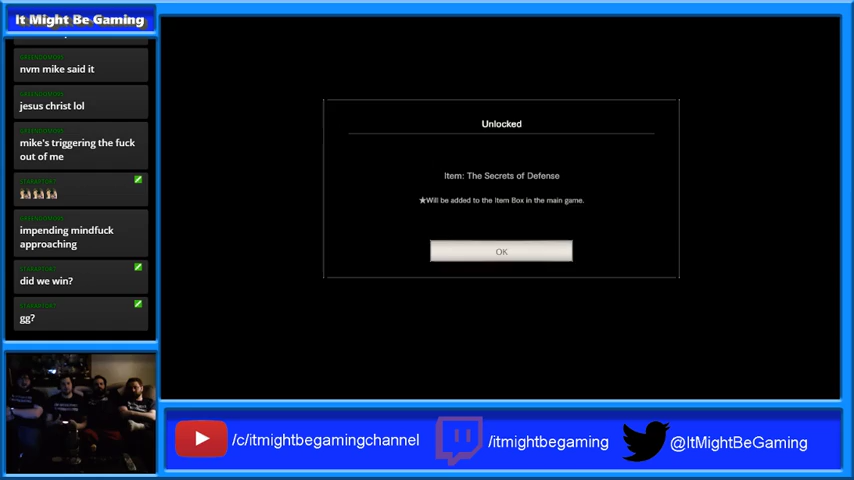 It Might Be Gaming
nvm mike said it
jesus christ lol
mike's triggering the fuck
out of me
impending mindfuck
approaching
did we win?
gg?
Unlocked
Item: The Secrets of Defense
★Will be added to the Item Box in the main game.
OK
/c/itmightbegamingchannel
/itmightbegaming
@ItMightBeGaming